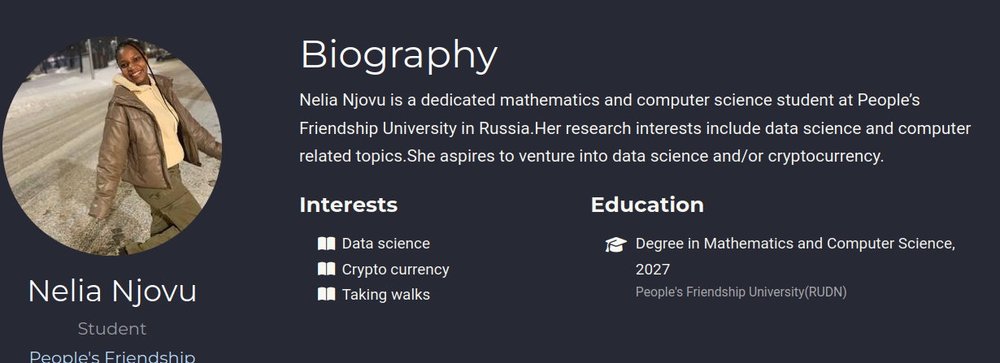 Biography
Nelia Njovu is a dedicated mathematics and computer science student at People’s
Friendship University in Russia.Her research interests include data science and computer
related topics.She aspires to venture into data science and/or cryptocurrency.
Interests
Data science
Crypto currency
Taking walks
Education
Degree in Mathematics and Computer Science,
2027
People's Friendship University(RUDN)
Nelia Njovu
Student
People's Friendship